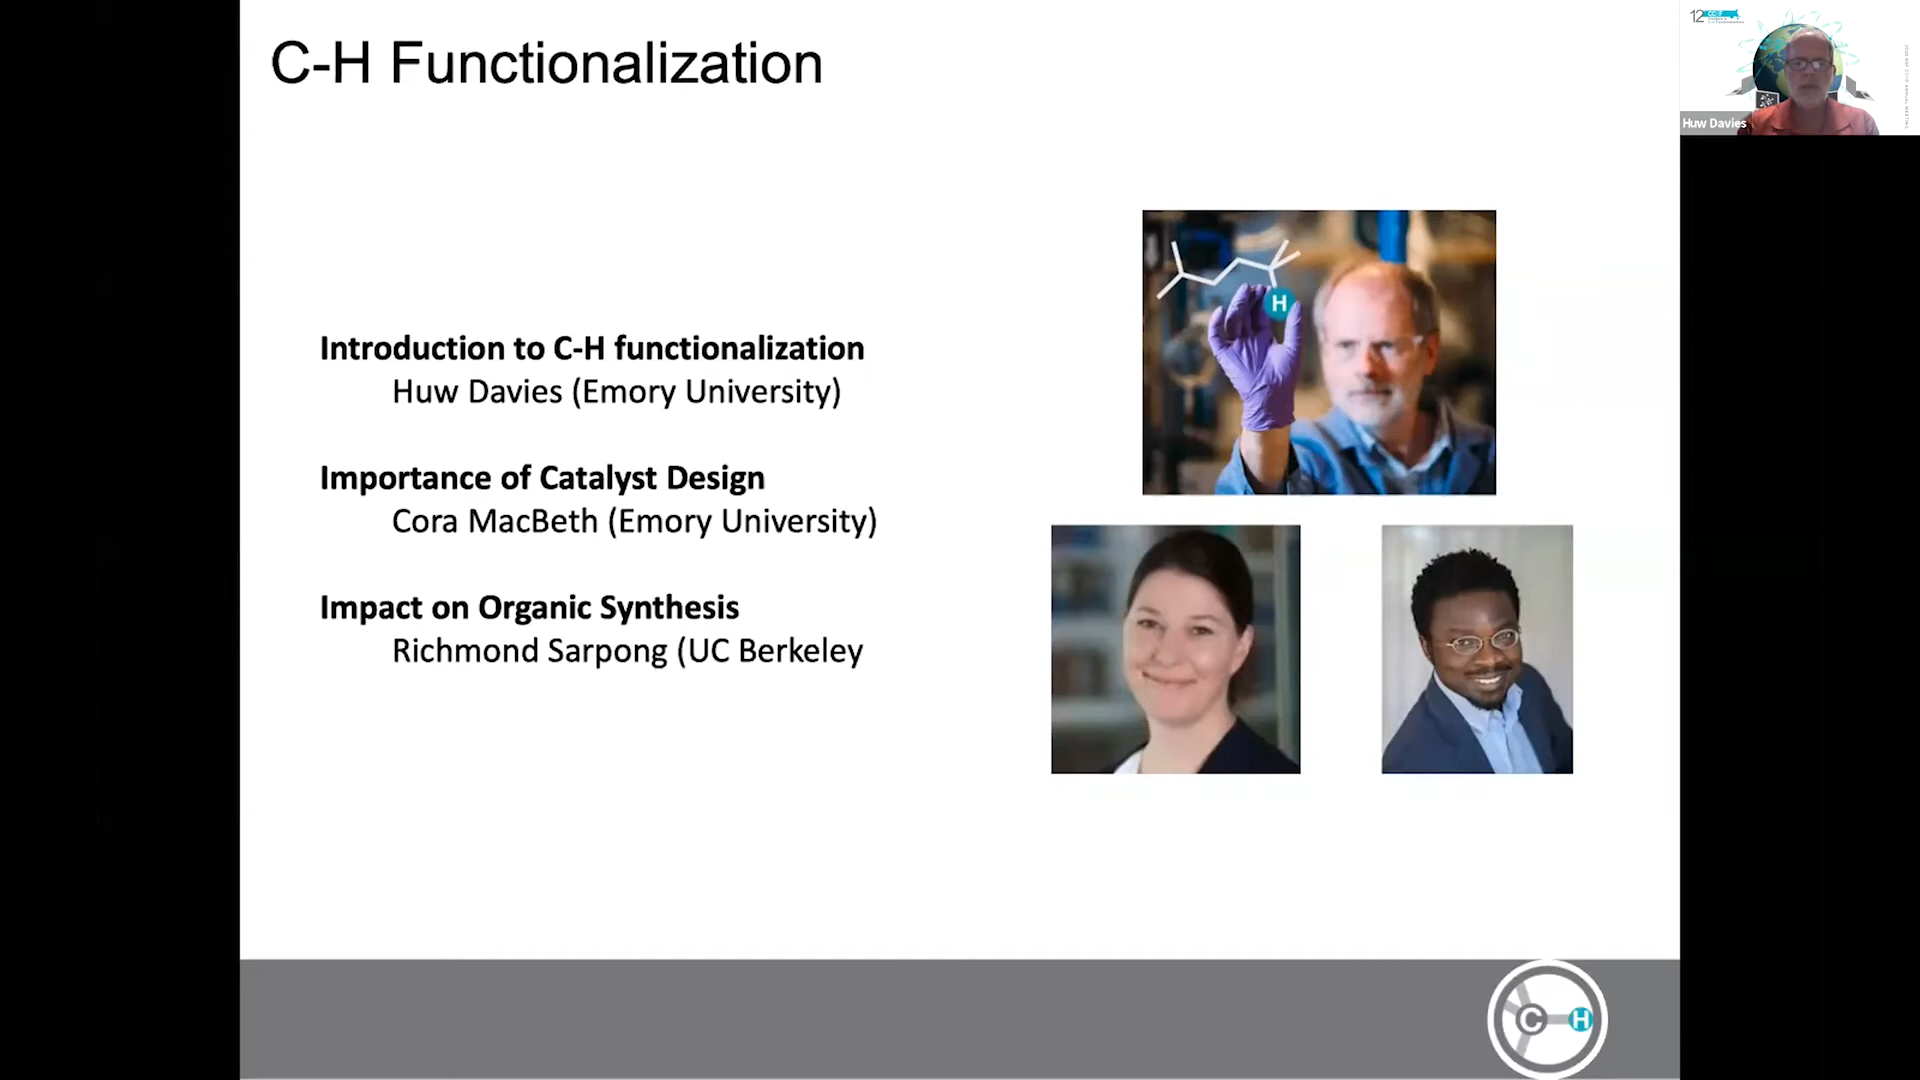 C-H Functionalization
12
Huw Davies
H
Introduction to C-H functionalization
Huw Davies (Emory University)
Importance of Catalyst Design
Cora MacBeth (Emory University)
Impact on Organic Synthesis
Richmond Sarpong (UC Berkeley
C H